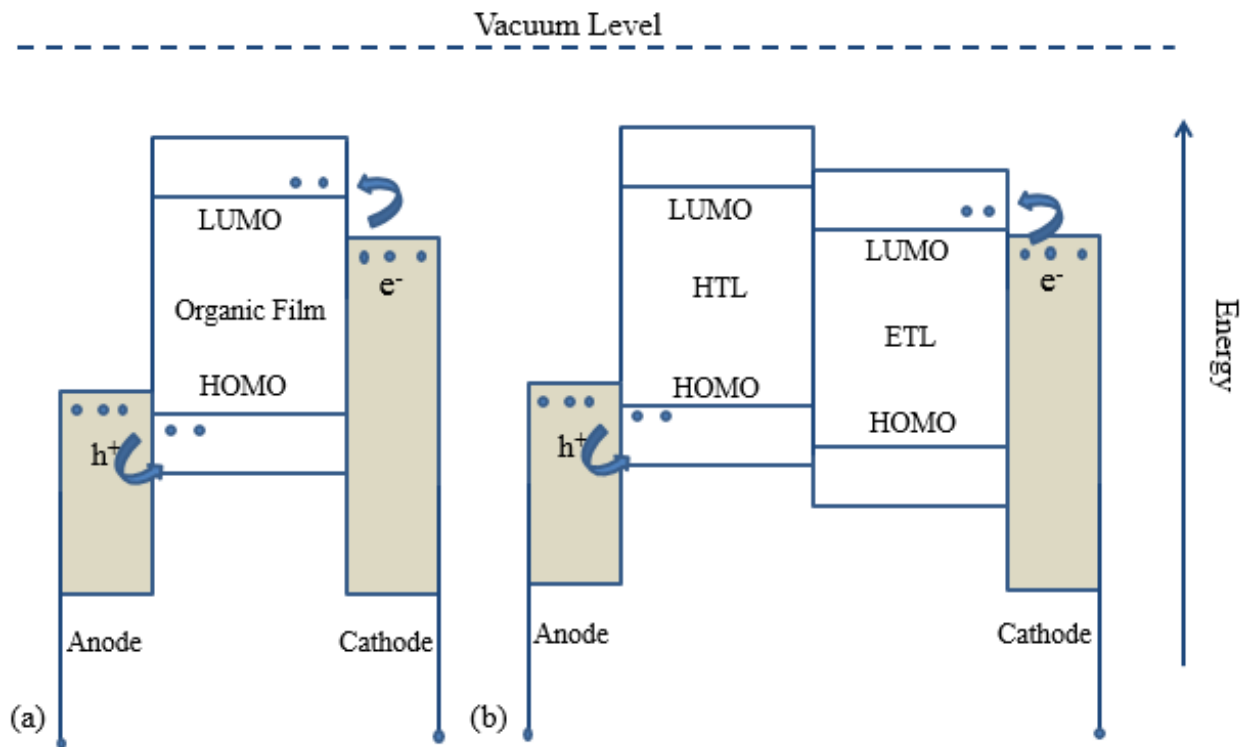 Vacuum Level
LUMO
e⁻
Organic Film
HOMO
h⁺
Anode
Cathode
(a)
LUMO
HTL
HOMO
h⁺
LUMO
ETL
HOMO
e⁻
Anode
Cathode
(b)
Energy